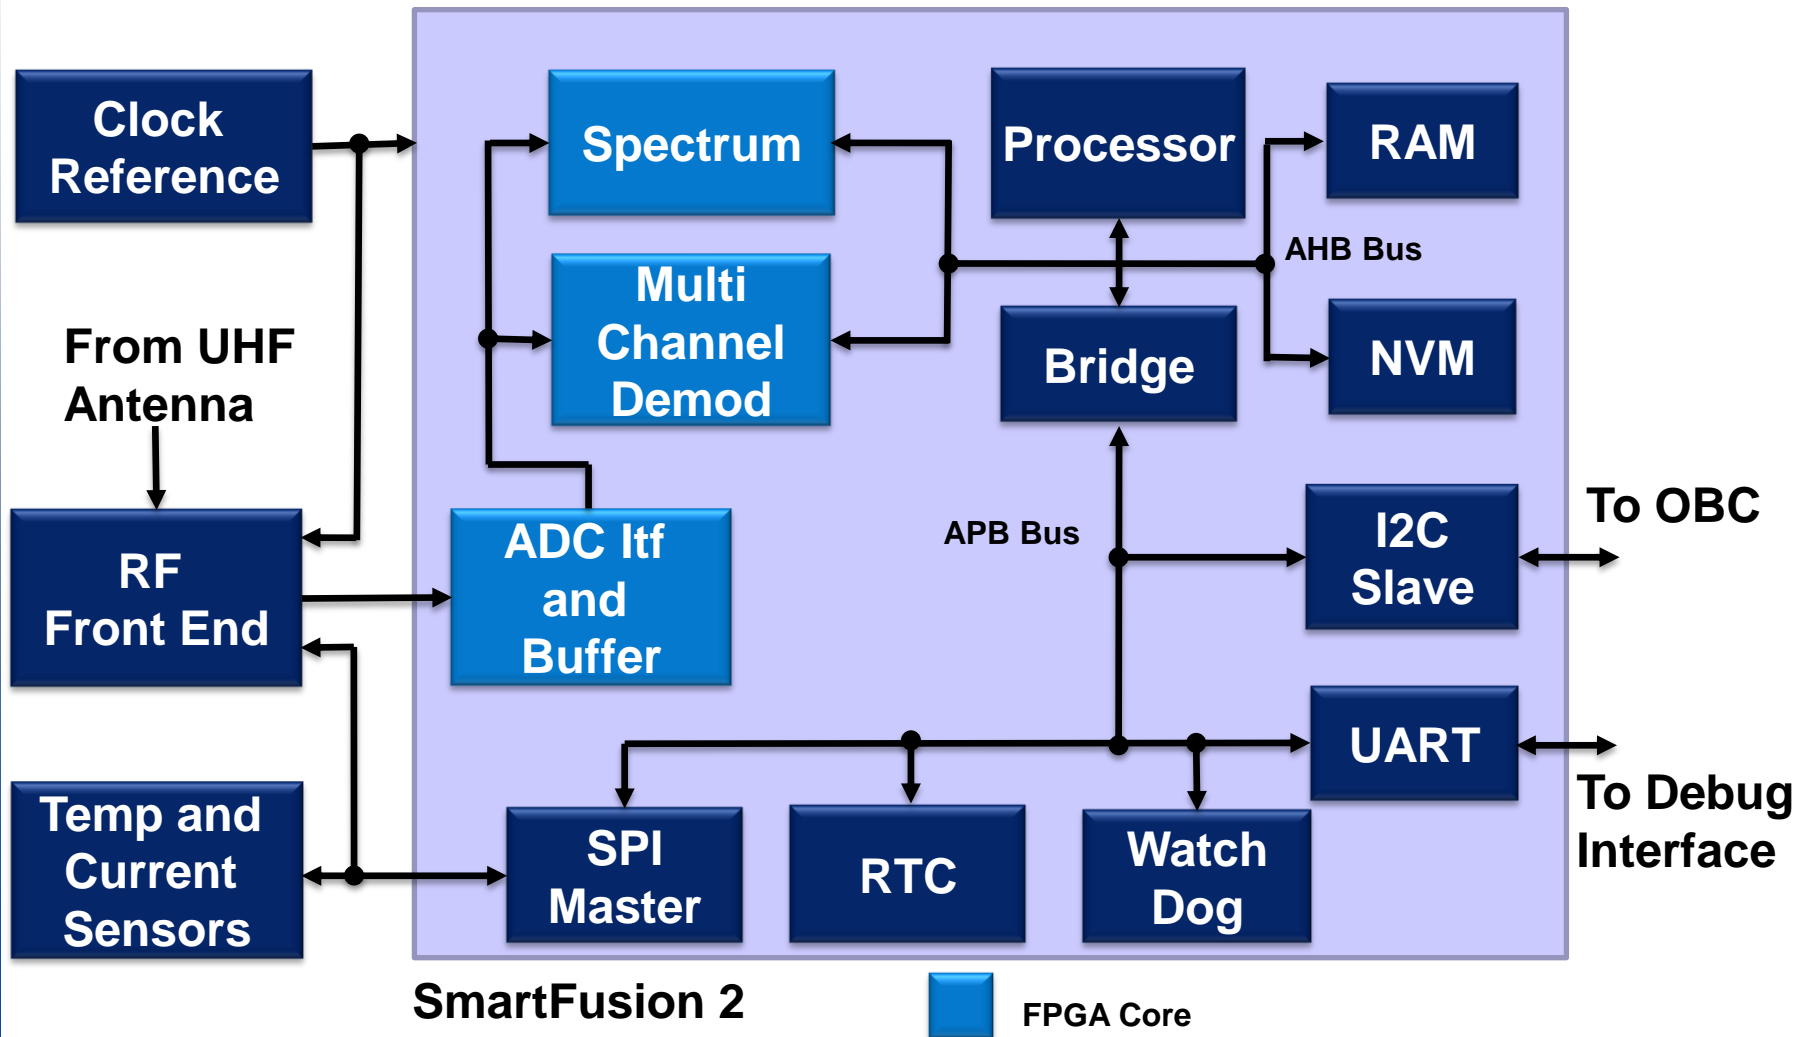 Clock
Reference
Spectrum
Processor
RAM
AHB Bus
Multi
Channel
Demod
Bridge
NVM
From UHF
Antenna
RF
Front End
ADC Itf
and
Buffer
APB Bus
I2C
Slave
To OBC
UART
To Debug
Interface
Temp and
Current
Sensors
SPI
Master
RTC
Watch
Dog
SmartFusion 2
FPGA Core